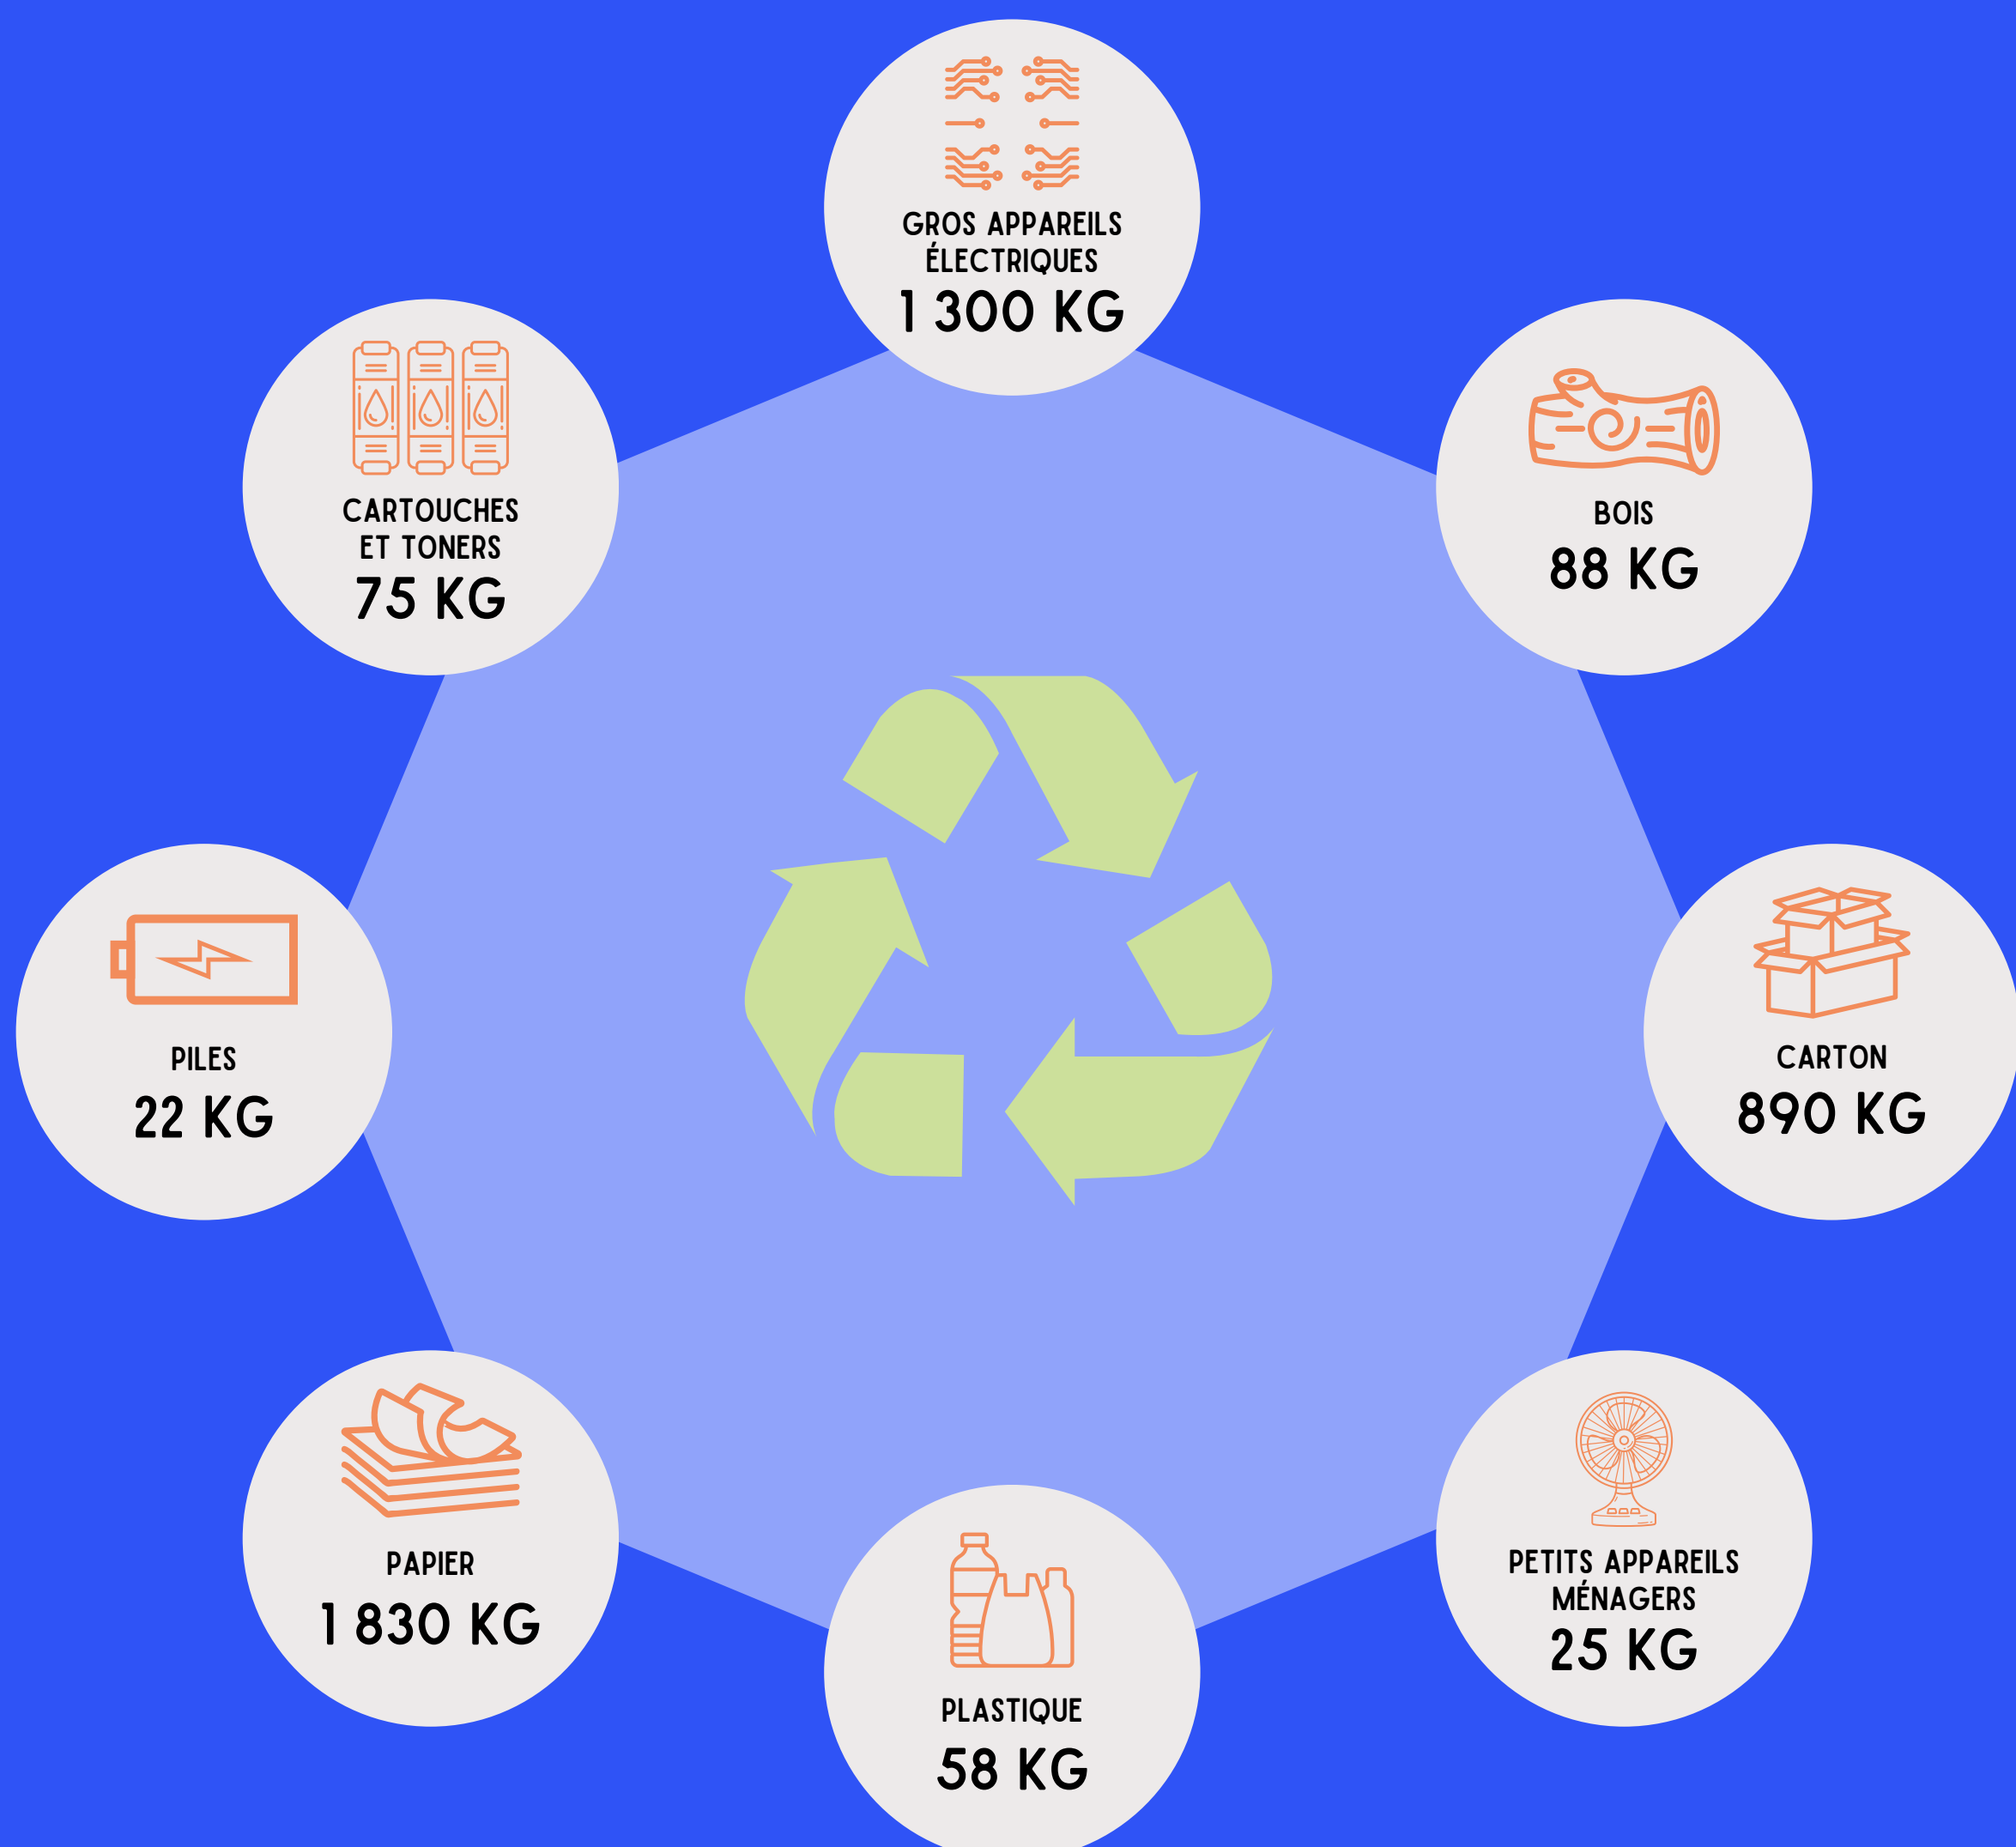 GROS APPAREILS
ÉLECTRIQUES
1 300 KG
CARTOUCHES
ET TONERS
75 KG
BOIS
88 KG
PILES
22 KG
CARTON
890 KG
PAPIER
1 830 KG
PETITS APPAREILS
MÉNAGERS
25 KG
PLASTIQUE
58 KG